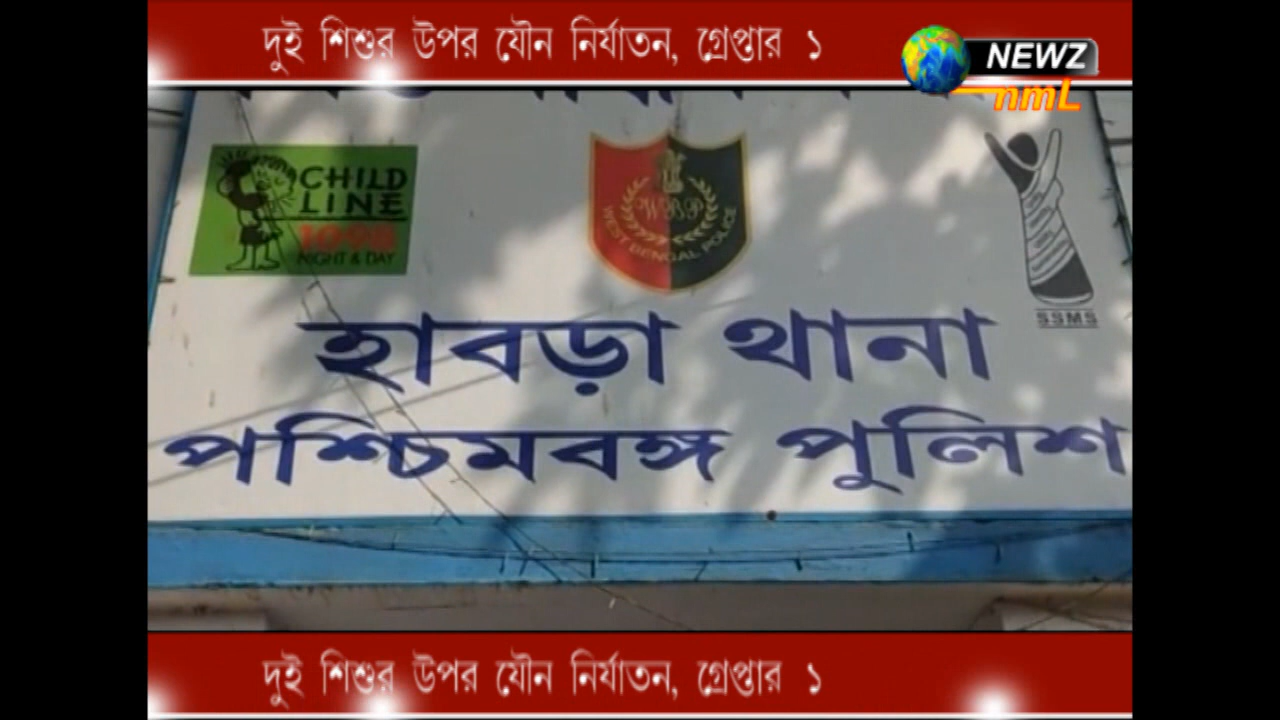 দুই শিশুর উপর যৌন নির্যাতন, গ্রেপ্তার ১
NEWZ
nmL
CHILD
LINE
1098
NIGHT & DAY
WBP
WEST BENGAL POLICE
SSMS
হাবড়া থানা
পশ্চিমবঙ্গ পুলিশ
দুই শিশুর উপর যৌন নির্যাতন, গ্রেপ্তার ১